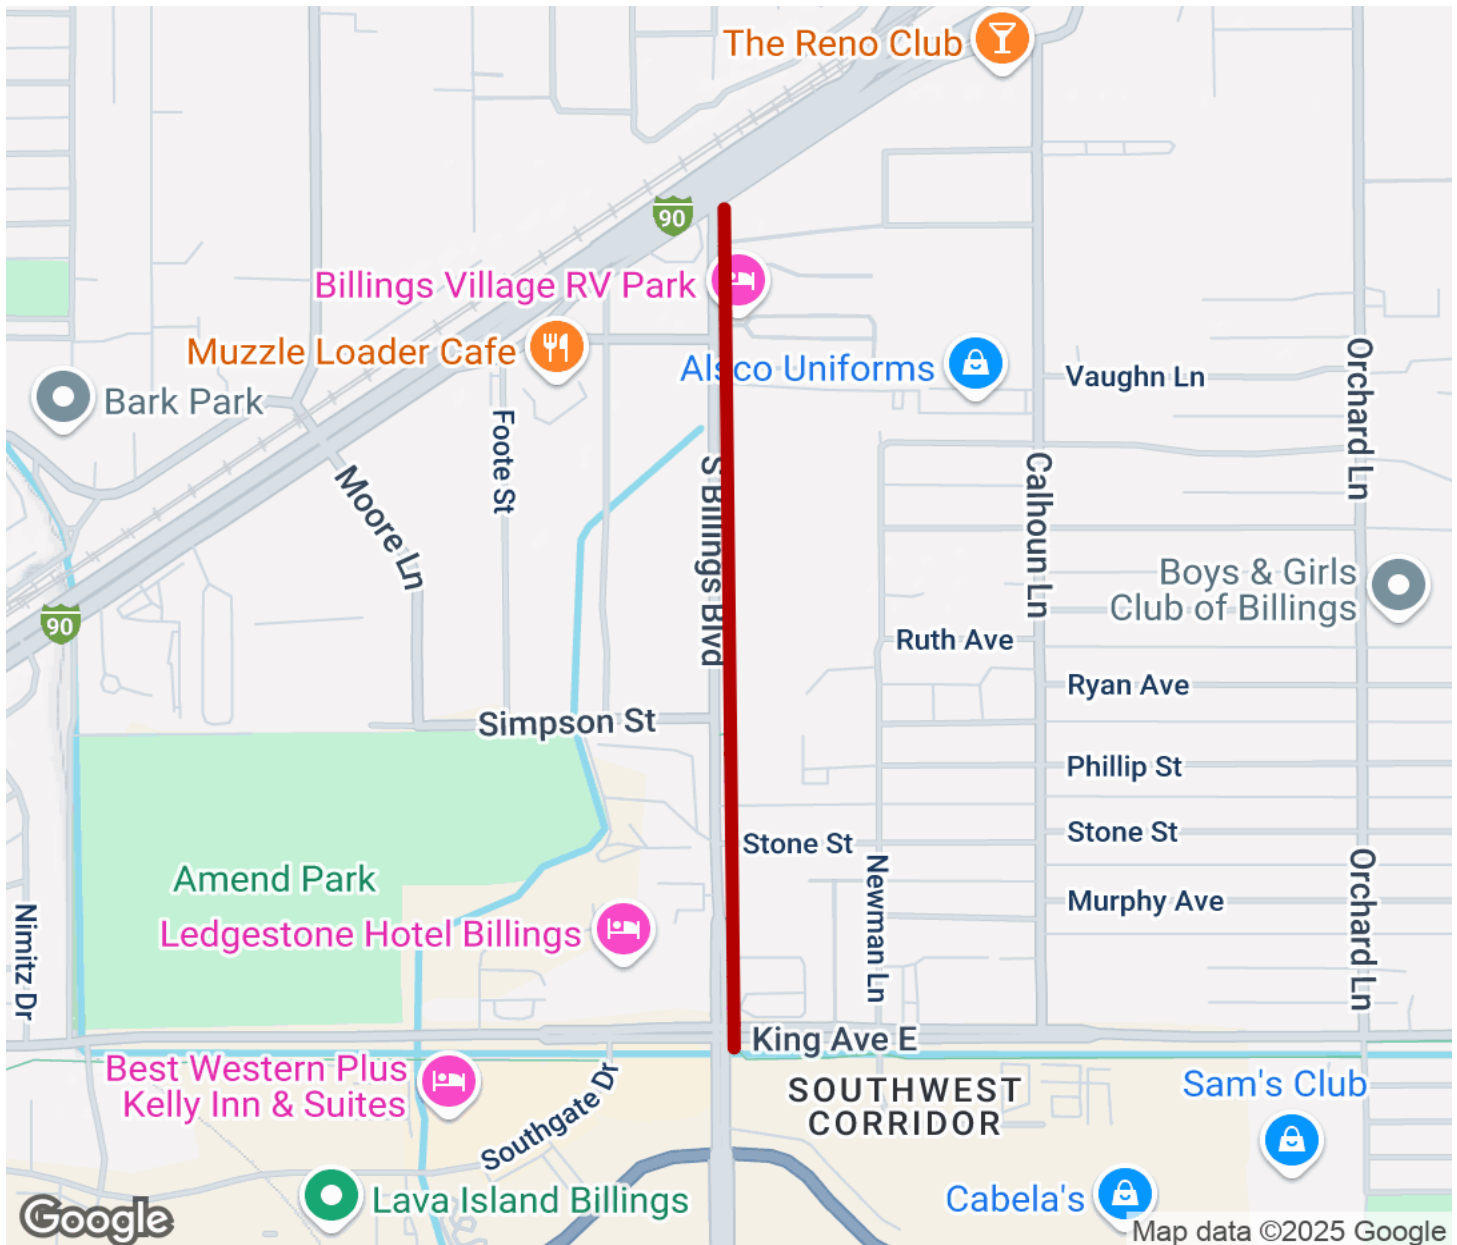 The Reno Club
90
Billings Village RV Park
Muzzle Loader Cafe
Alsco Uniforms
Vaughn Ln
Bark Park
Orchard Ln
Foote St
S Billings Blvd
Calhoun Ln
Moore Ln
Boys & Girls
Club of Billings
90
Ruth Ave
Ryan Ave
Simpson St
Phillip St
Stone St
Stone St
Amend Park
Newman Ln
Orchard Ln
Murphy Ave
Ledgestone Hotel Billings
Nimitz Dr
King Ave E
Best Western Plus
Kelly Inn & Suites
Southgate Dr
SOUTHWEST
CORRIDOR
Sam's Club
Lava Island Billings
Cabela's
Google
Map data ©2025 Google